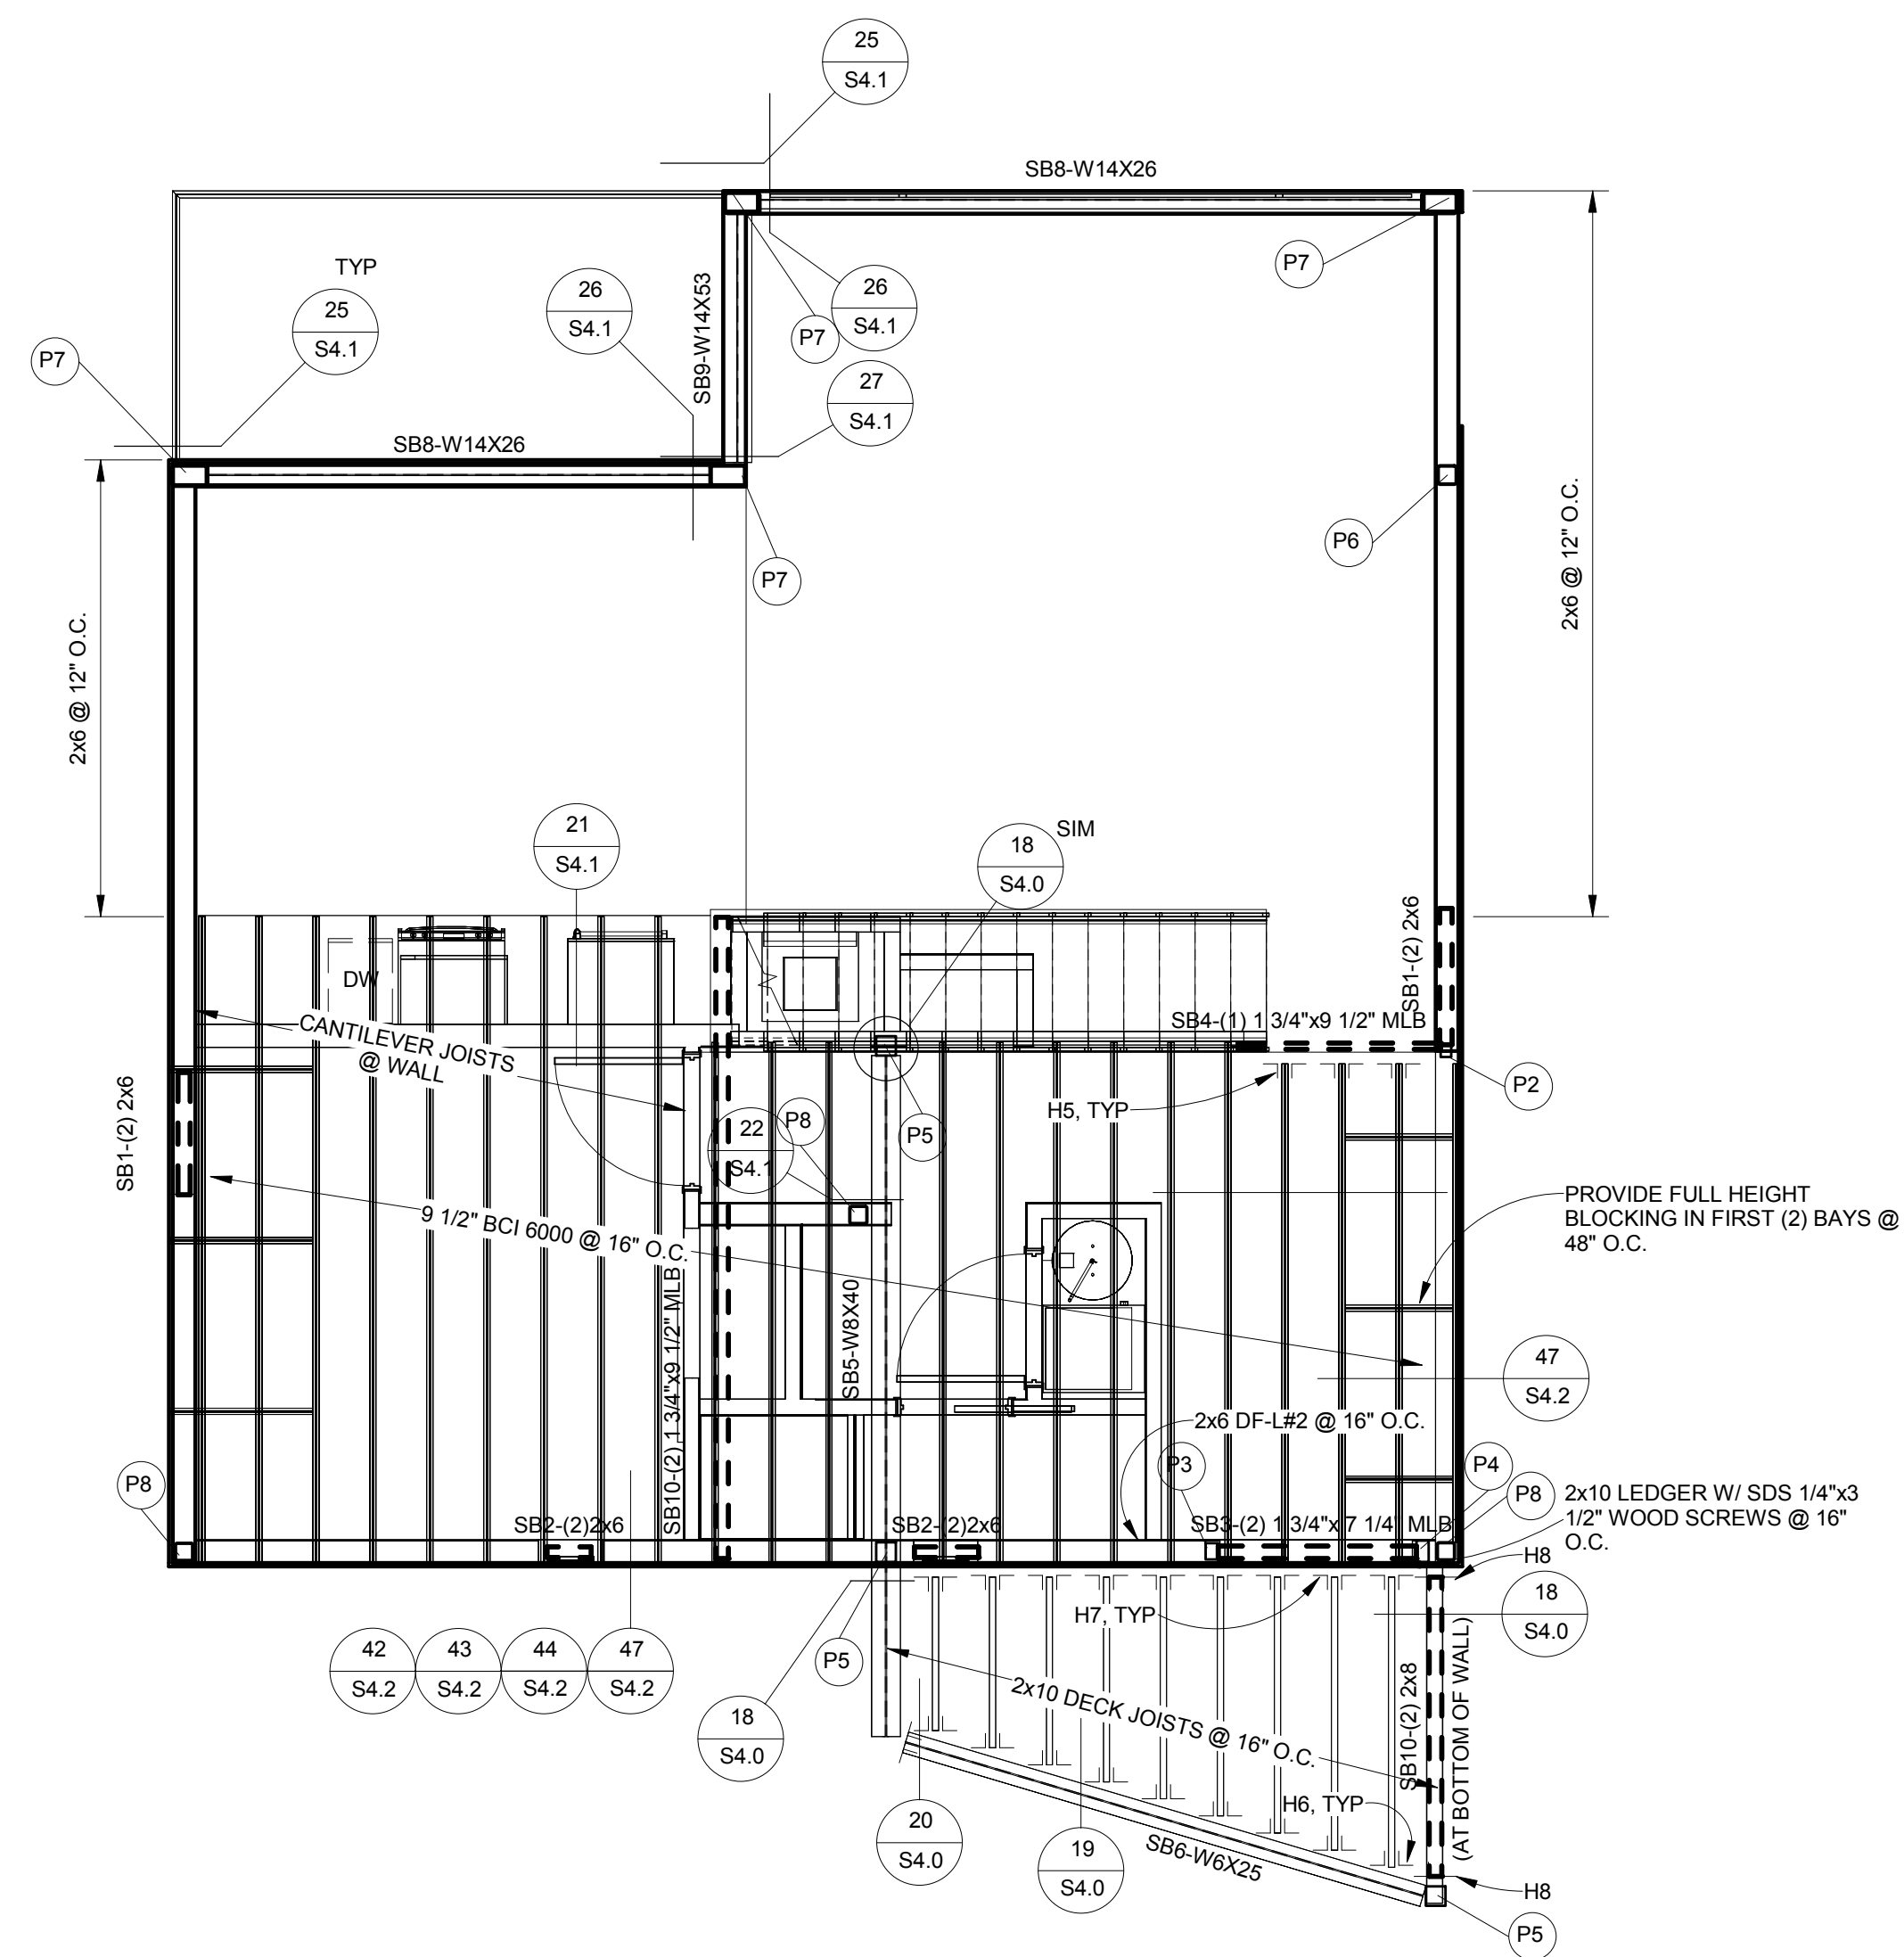 25
S4.1
SB8-W14X26
TYP
25
S4.1
26
S4.1
SB9-W14X53
P7
26
S4.1
P7
P7
27
S4.1
SB8-W14X26
2x6 @ 12" O.C.
P7
P6
2x6 @ 12" O.C.
21
S4.1
SIM
18
S4.0
DW
CANTILEVER JOISTS
@ WALL
SB1-(2) 2x6
SB4-(1) 1 3/4"x9 1/2" MLB
P2
SB1-(2) 2x6
H5, TYP
22
S4.1
P8
P5
9 1/2" BCI 6000 @ 16" O.C.
PROVIDE FULL HEIGHT
BLOCKING IN FIRST (2) BAYS @
48" O.C.
SB10-(2) 1 3/4"x9 1/2" MLB
SB5-W8X40
47
S4.2
2x6 DF-L#2 @ 16" O.C.
P3
P4
P8
P8
2x10 LEDGER W/ SDS 1/4"x3
1/2" WOOD SCREWS @ 16"
O.C.
SB2-(2)2x6
SB2-(2)2x6
SB3-(2) 1 3/4"x 7 1/4" MLB
H8
18
S4.0
H7, TYP
42
S4.2
43
S4.2
44
S4.2
47
S4.2
P5
18
S4.0
2x10 DECK JOISTS @ 16" O.C.
SB10-(2) 2x8
(AT BOTTOM OF WALL)
H6, TYP
20
S4.0
19
S4.0
SB6-W6X25
H8
P5